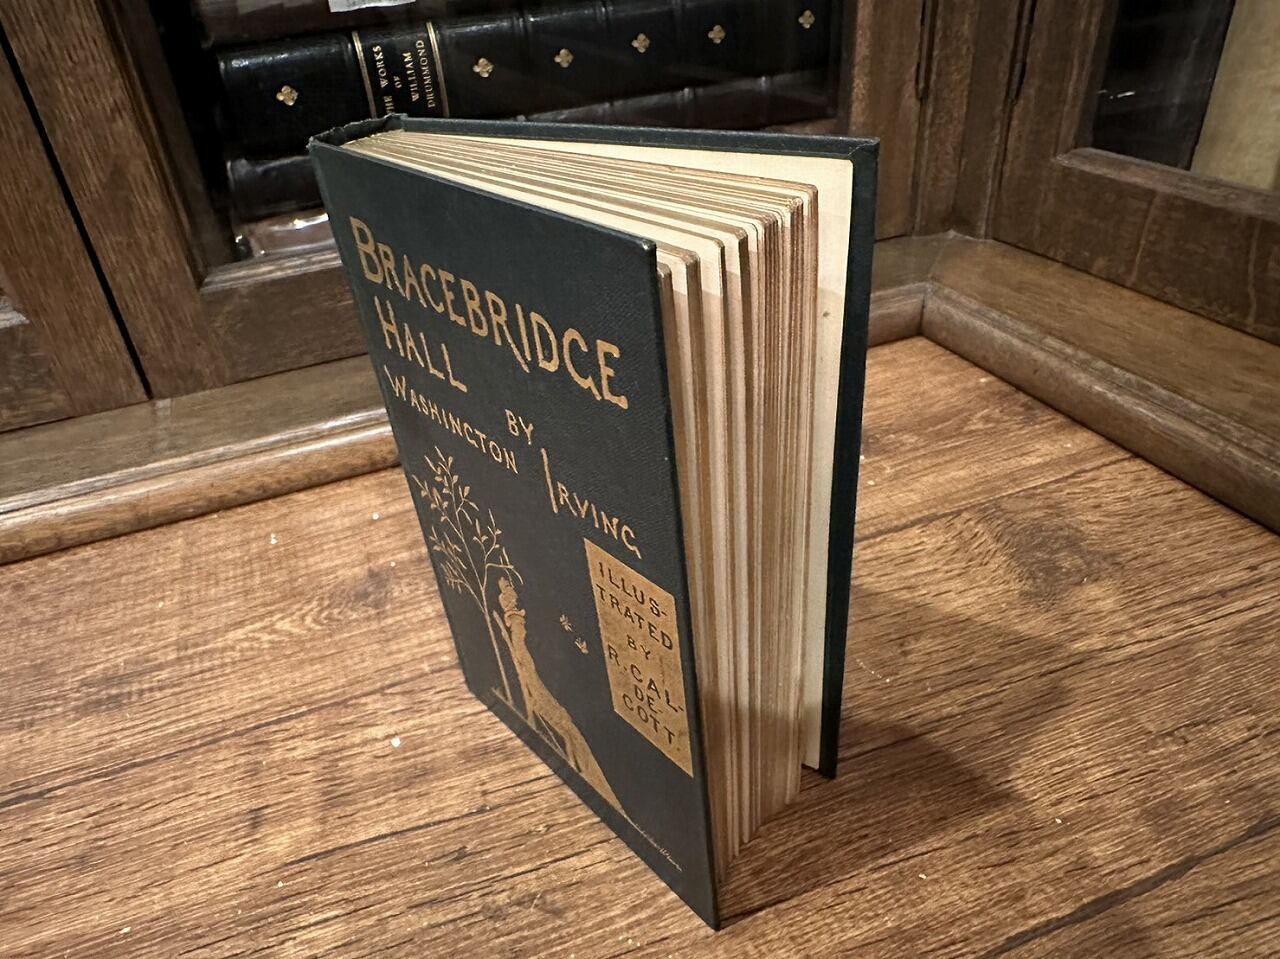 THE WORKS
OF
WILLIAM
DRUMMOND
BRACEBRIDGE
HALL
BY
WASHINGTON
IRVING
ILLUS-
TRATED
BY
R. CAL-
DE-
COTT.